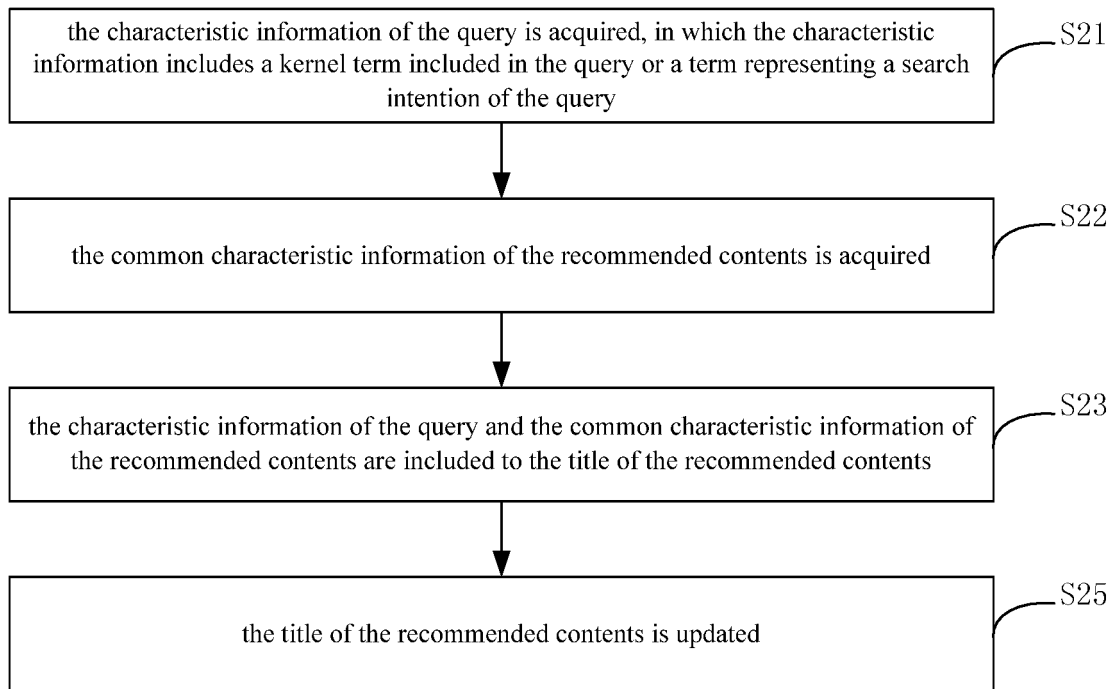 the characteristic information of the query is acquired, in which the characteristic
information includes a kernel term included in the query or a term representing a search
intention of the query
S21
the common characteristic information of the recommended contents is acquired
S22
the characteristic information of the query and the common characteristic information of
the recommended contents are included to the title of the recommended contents
S23
the title of the recommended contents is updated
S25